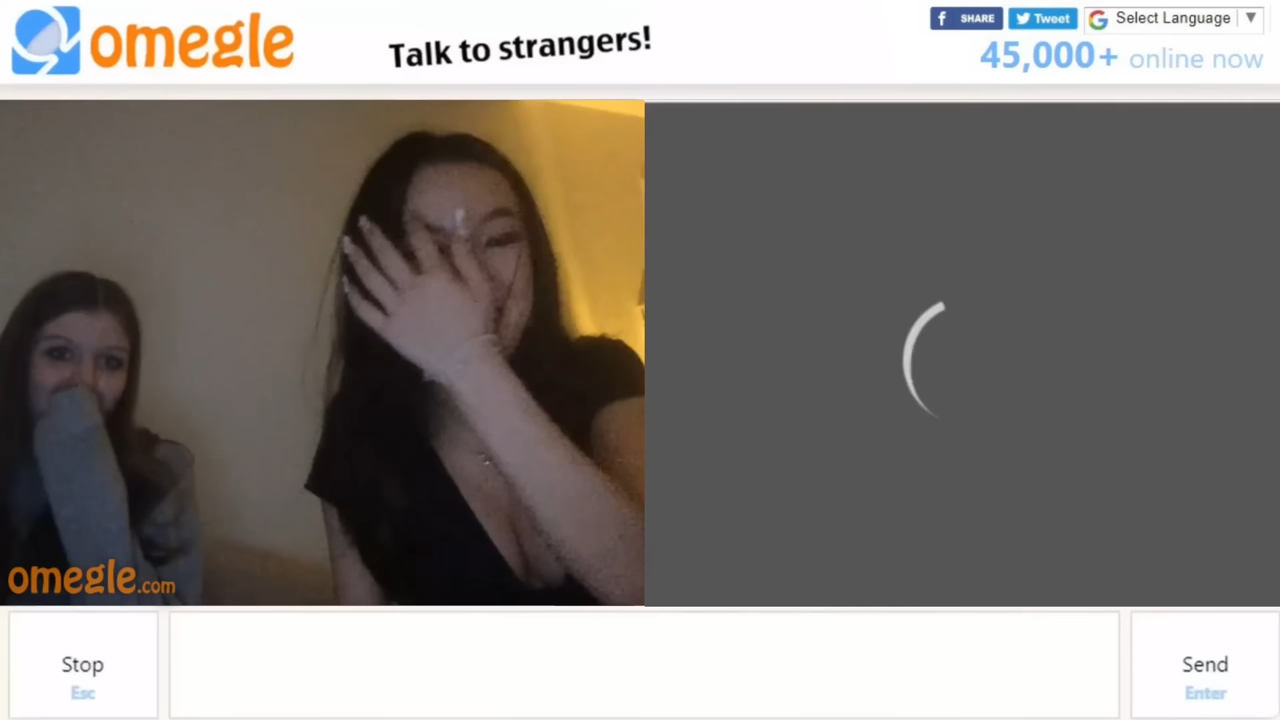 omegle
Talk to strangers!
SHARE
Tweet
Select Language
45,000+ online now
omegle.com
Stop
Esc
Send
Enter